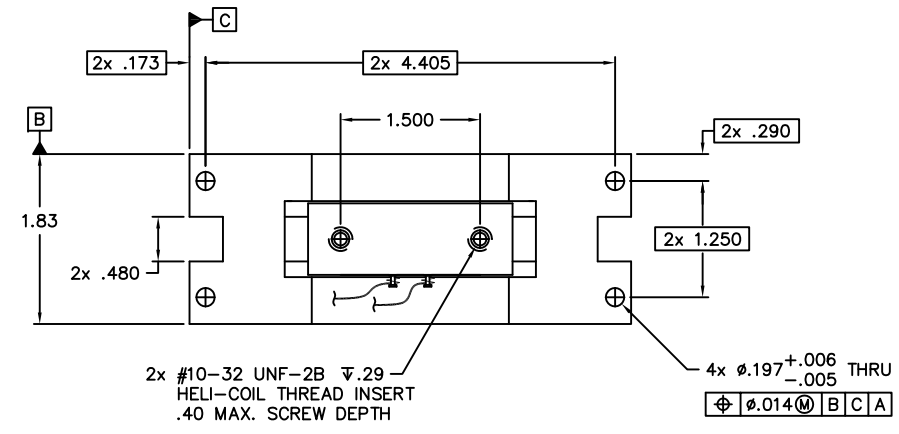 C
2x .173
2x 4.405
B
1.500
2x .290
1.83
2x 1.250
2x .480
2x #10-32 UNF-2B ↧.29
HELI-COIL THREAD INSERT
.40 MAX. SCREW DEPTH
4x ⌀.197 +.006 -.005 THRU
⌖ ⌀.014 Ⓜ B C A